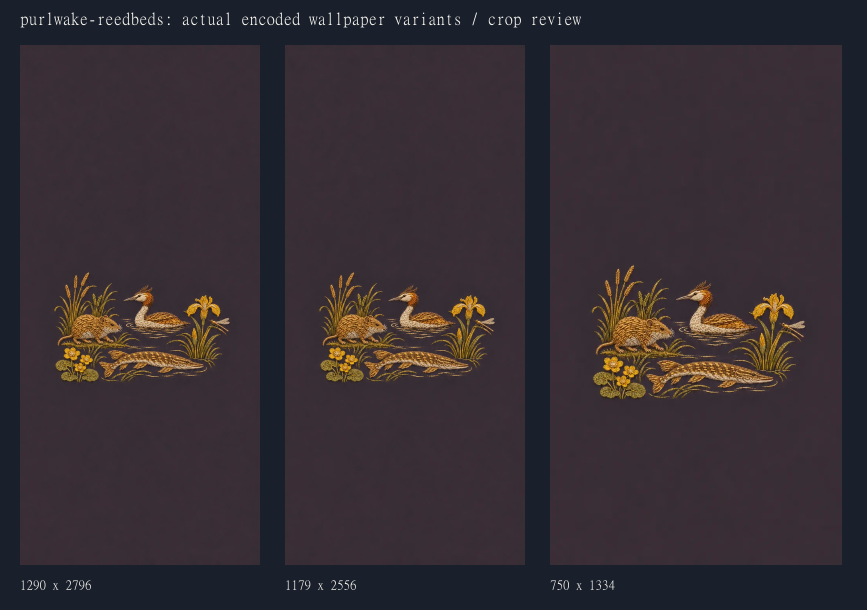 purlwake-reedbeds: actual encoded wallpaper variants / crop review
1290 x 2796
1179 x 2556
750 x 1334